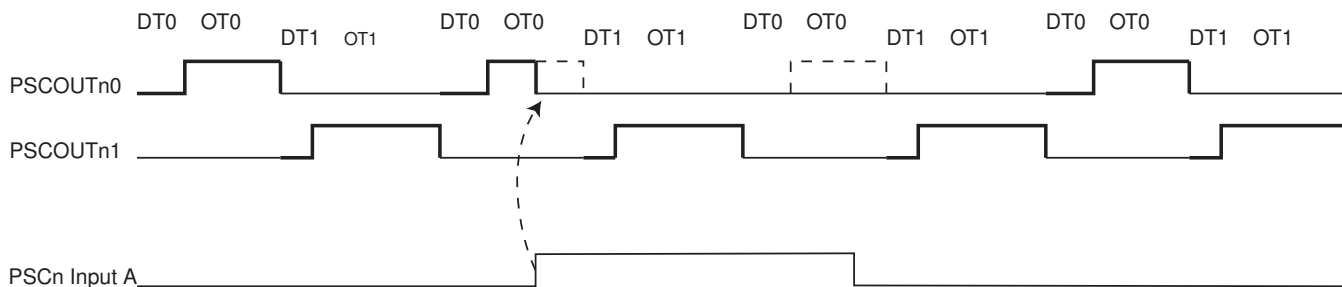 DT0 OT0 DT0 OT0 DT0 OT0 DT0 OT0
DT1 OT1 DT1 OT1 DT1 OT1 DT1 OT1
PSCOUTn0
PSCOUTn1
PSCn Input A